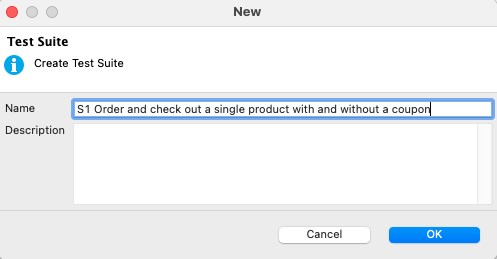 New
Test Suite
Create Test Suite
Name S1 Order and check out a single product with and without a coupon
Description
Cancel OK